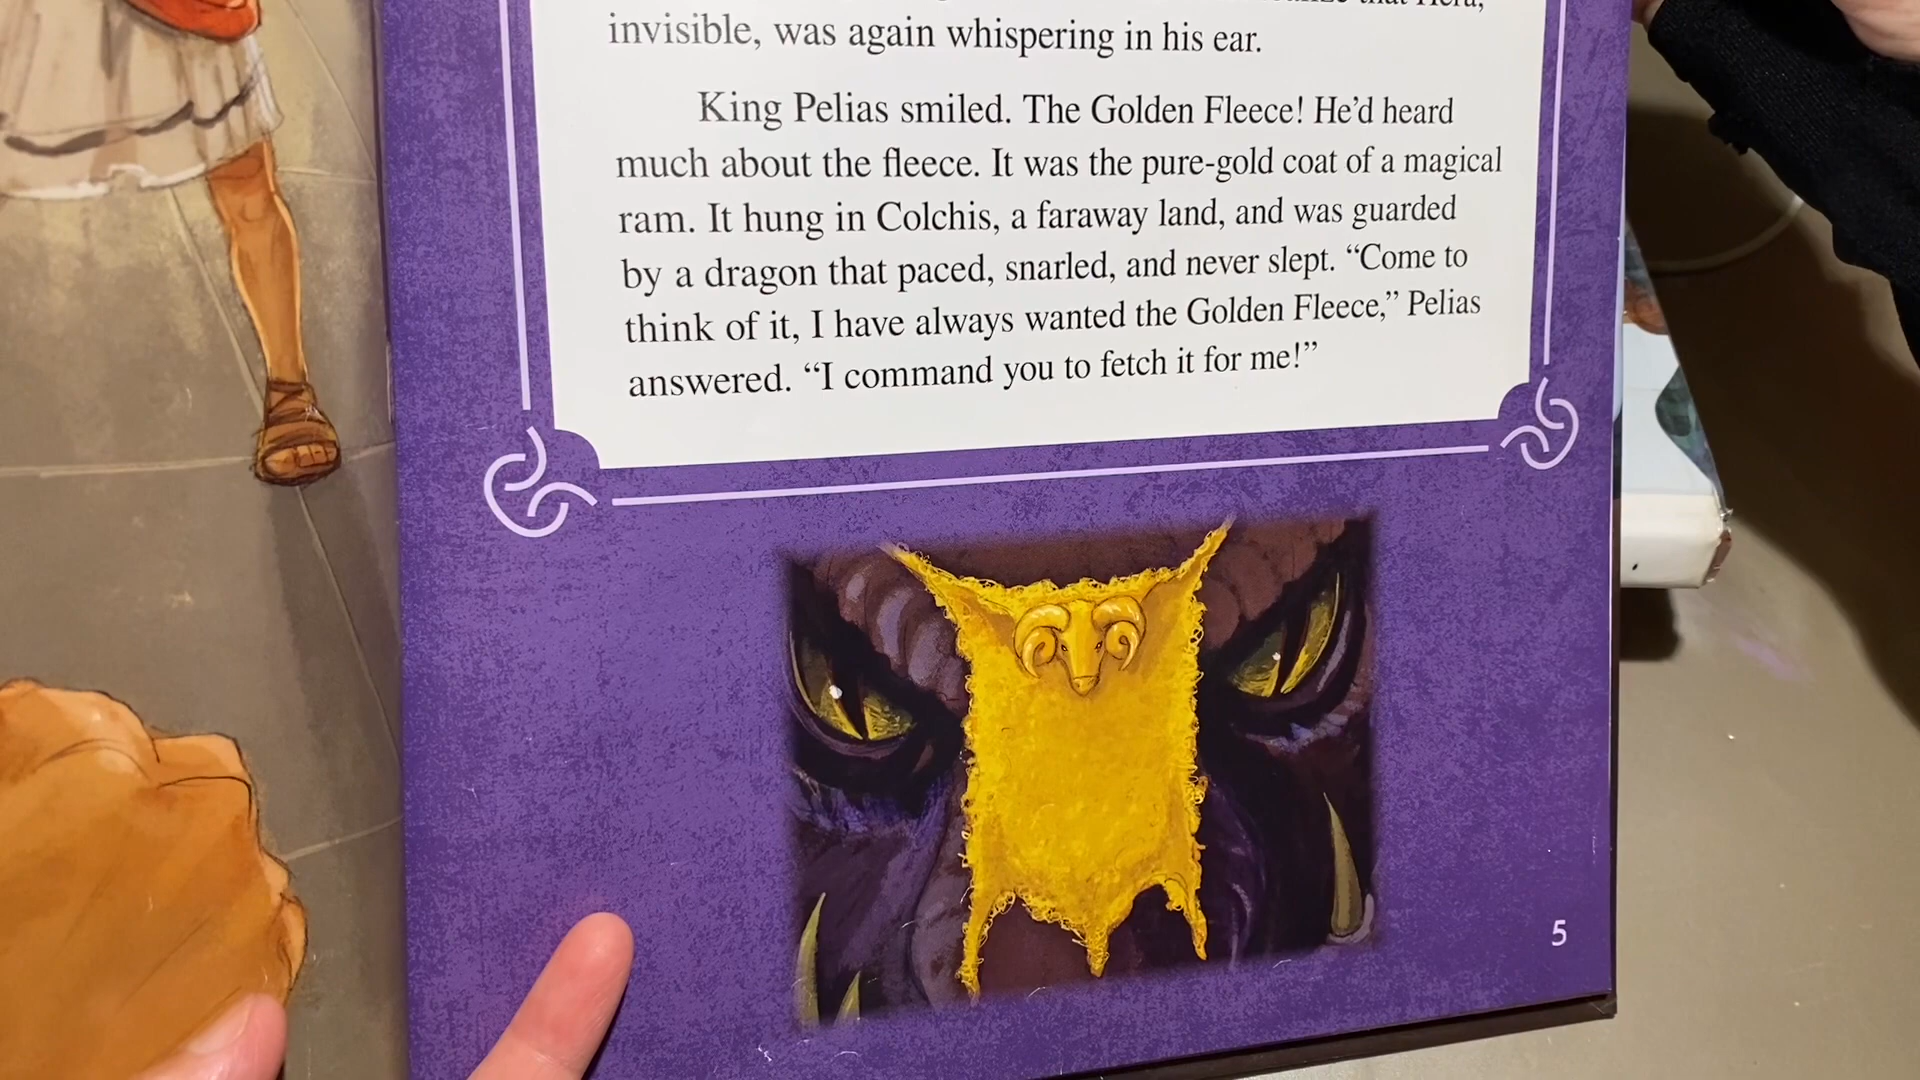 that Hera,
invisible, was again whispering in his ear.
King Pelias smiled. The Golden Fleece! He’d heard
much about the fleece. It was the pure-gold coat of a magical
ram. It hung in Colchis, a faraway land, and was guarded
by a dragon that paced, snarled, and never slept. “Come to
think of it, I have always wanted the Golden Fleece,” Pelias
answered. “I command you to fetch it for me!”
5